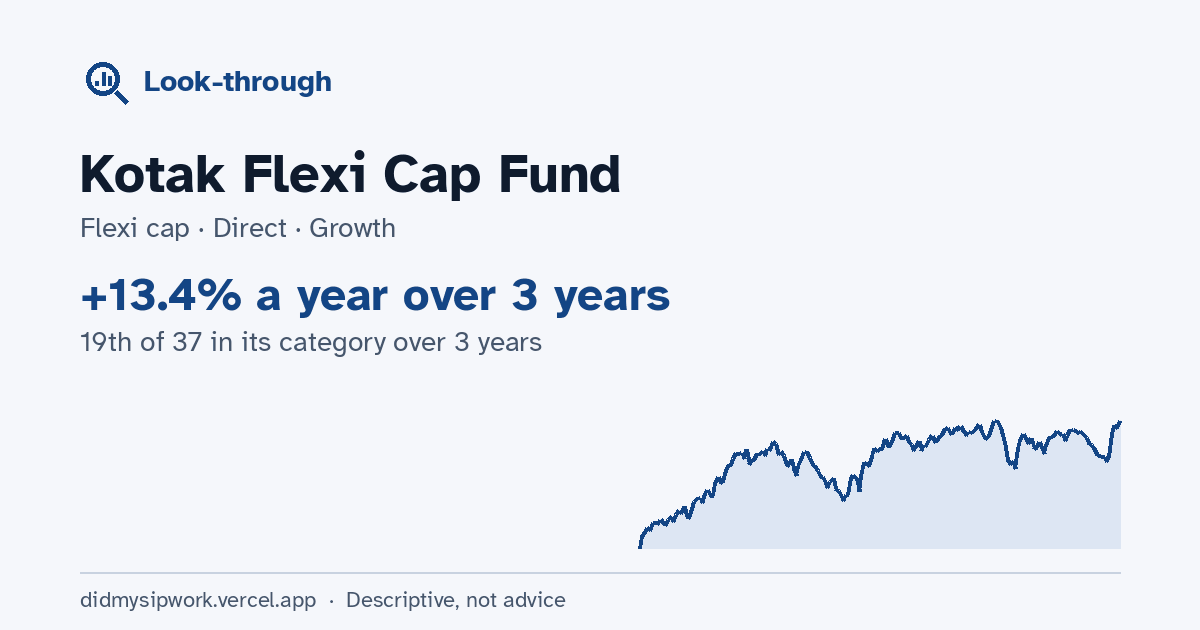 Look-through
Kotak Flexi Cap Fund
Flexi cap · Direct · Growth
+13.4% a year over 3 years
19th of 37 in its category over 3 years
didmysipwork.vercel.app · Descriptive, not advice